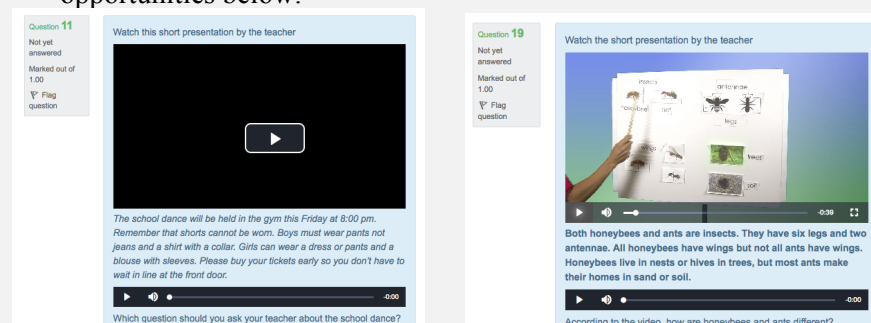 opportunities below:
Question 11
Not yet
answered
Marked out of
1.00
Flag
question
Watch this short presentation by the teacher
The school dance will be held in the gym this Friday at 8:00 pm.
Remember that shorts cannot be worn. Boys must wear pants not
jeans and a shirt with a collar. Girls can wear a dress or pants and a
blouse with sleeves. Please buy your tickets early so you don't have to
wait in line at the front door.
-0:00
Which question should you ask your teacher about the school dance?
Question 19
Not yet
answered
Marked out of
1.00
Flag
question
Watch the short presentation by the teacher
insects
antennae
honeybee
ant
legs
wings
trees
soil
-0:39
Both honeybees and ants are insects. They have six legs and two
antennae. All honeybees have wings but not all ants have wings.
Honeybees live in nests or hives in trees, but most ants make
their homes in sand or soil.
-0:00
According to the video, how are honeybees and ants different?